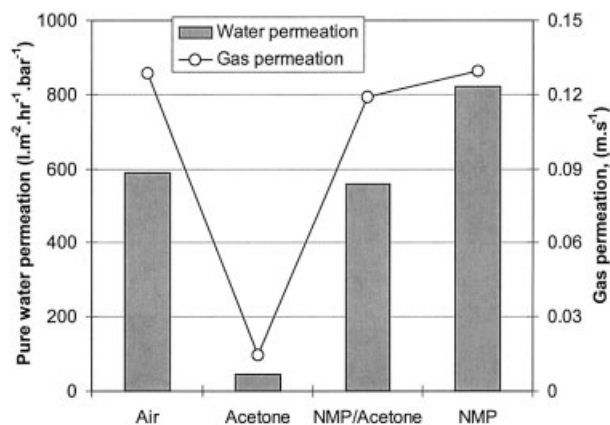 Water permeation
Gas permeation
Pure water permeation (l.m⁻².hr⁻¹.bar⁻¹)
1000
800
600
400
200
0
Gas permeation, (m.s⁻¹)
0.15
0.12
0.09
0.06
0.03
0
Air Acetone NMP/Acetone NMP